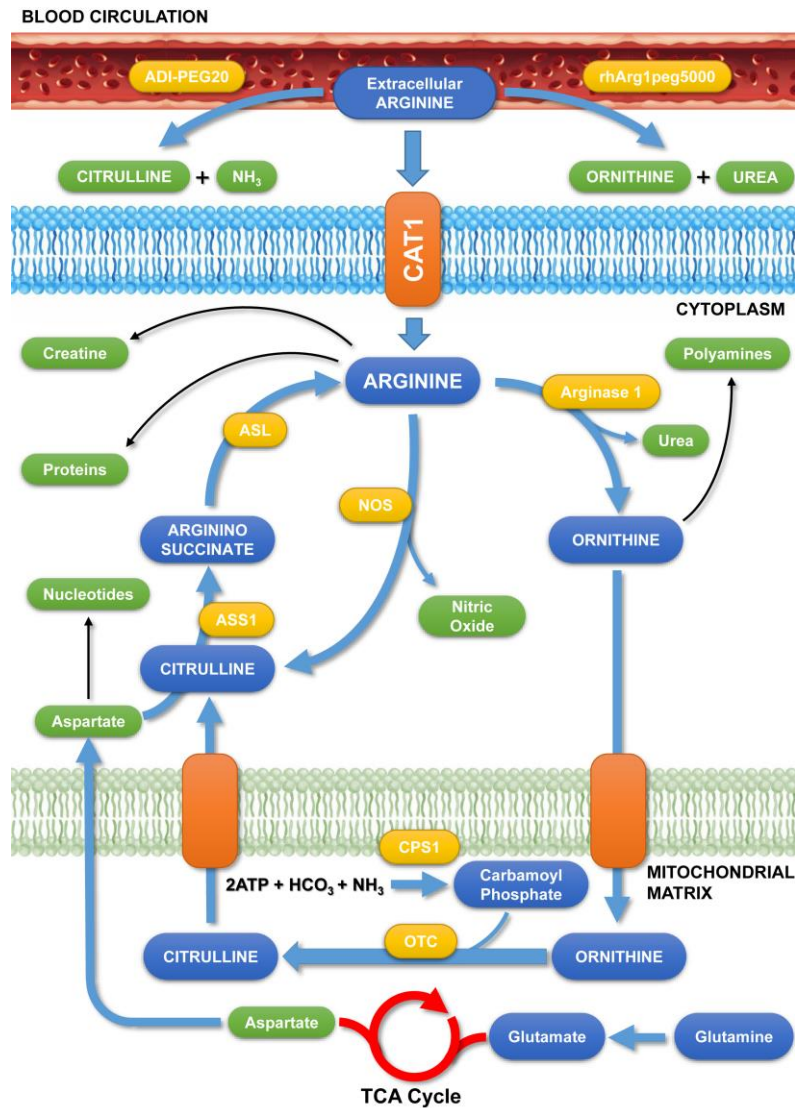 BLOOD CIRCULATION
ADI-PEG20
Extracellular
ARGININE
rhArg1peg5000
CITRULLINE + NH₃
ORNITHINE + UREA
CAT1
CYTOPLASM
Creatine
Polyamines
ARGININE
Arginase 1
ASL
Urea
Proteins
NOS
ARGININO
SUCCINATE
ORNITHINE
Nucleotides
Nitric
Oxide
ASS1
CITRULLINE
Aspartate
CPS1
2ATP + HCO₃ + NH₃
Carbamoyl
Phosphate
MITOCHONDRIAL
MATRIX
OTC
CITRULLINE
ORNITHINE
Aspartate
Glutamate
Glutamine
TCA Cycle